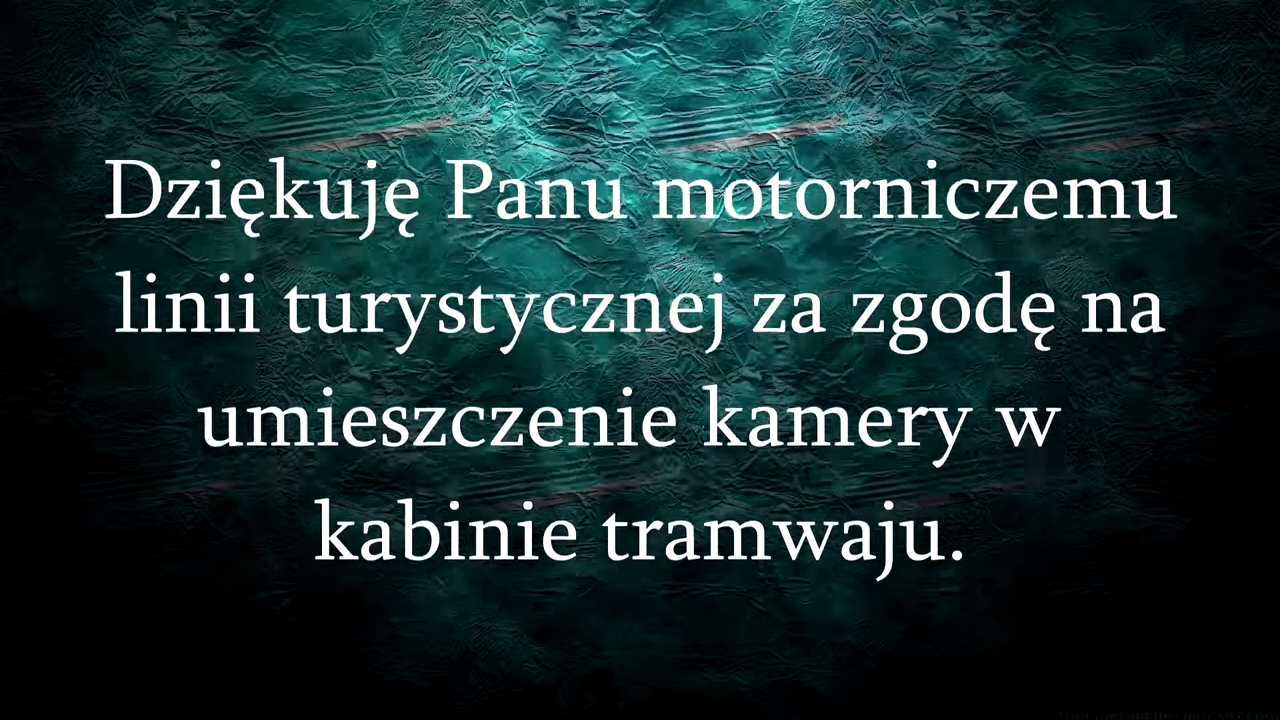 Dziękuję Panu motorniczemu
linii turystycznej za zgodę na
umieszczenie kamery w
kabinie tramwaju.